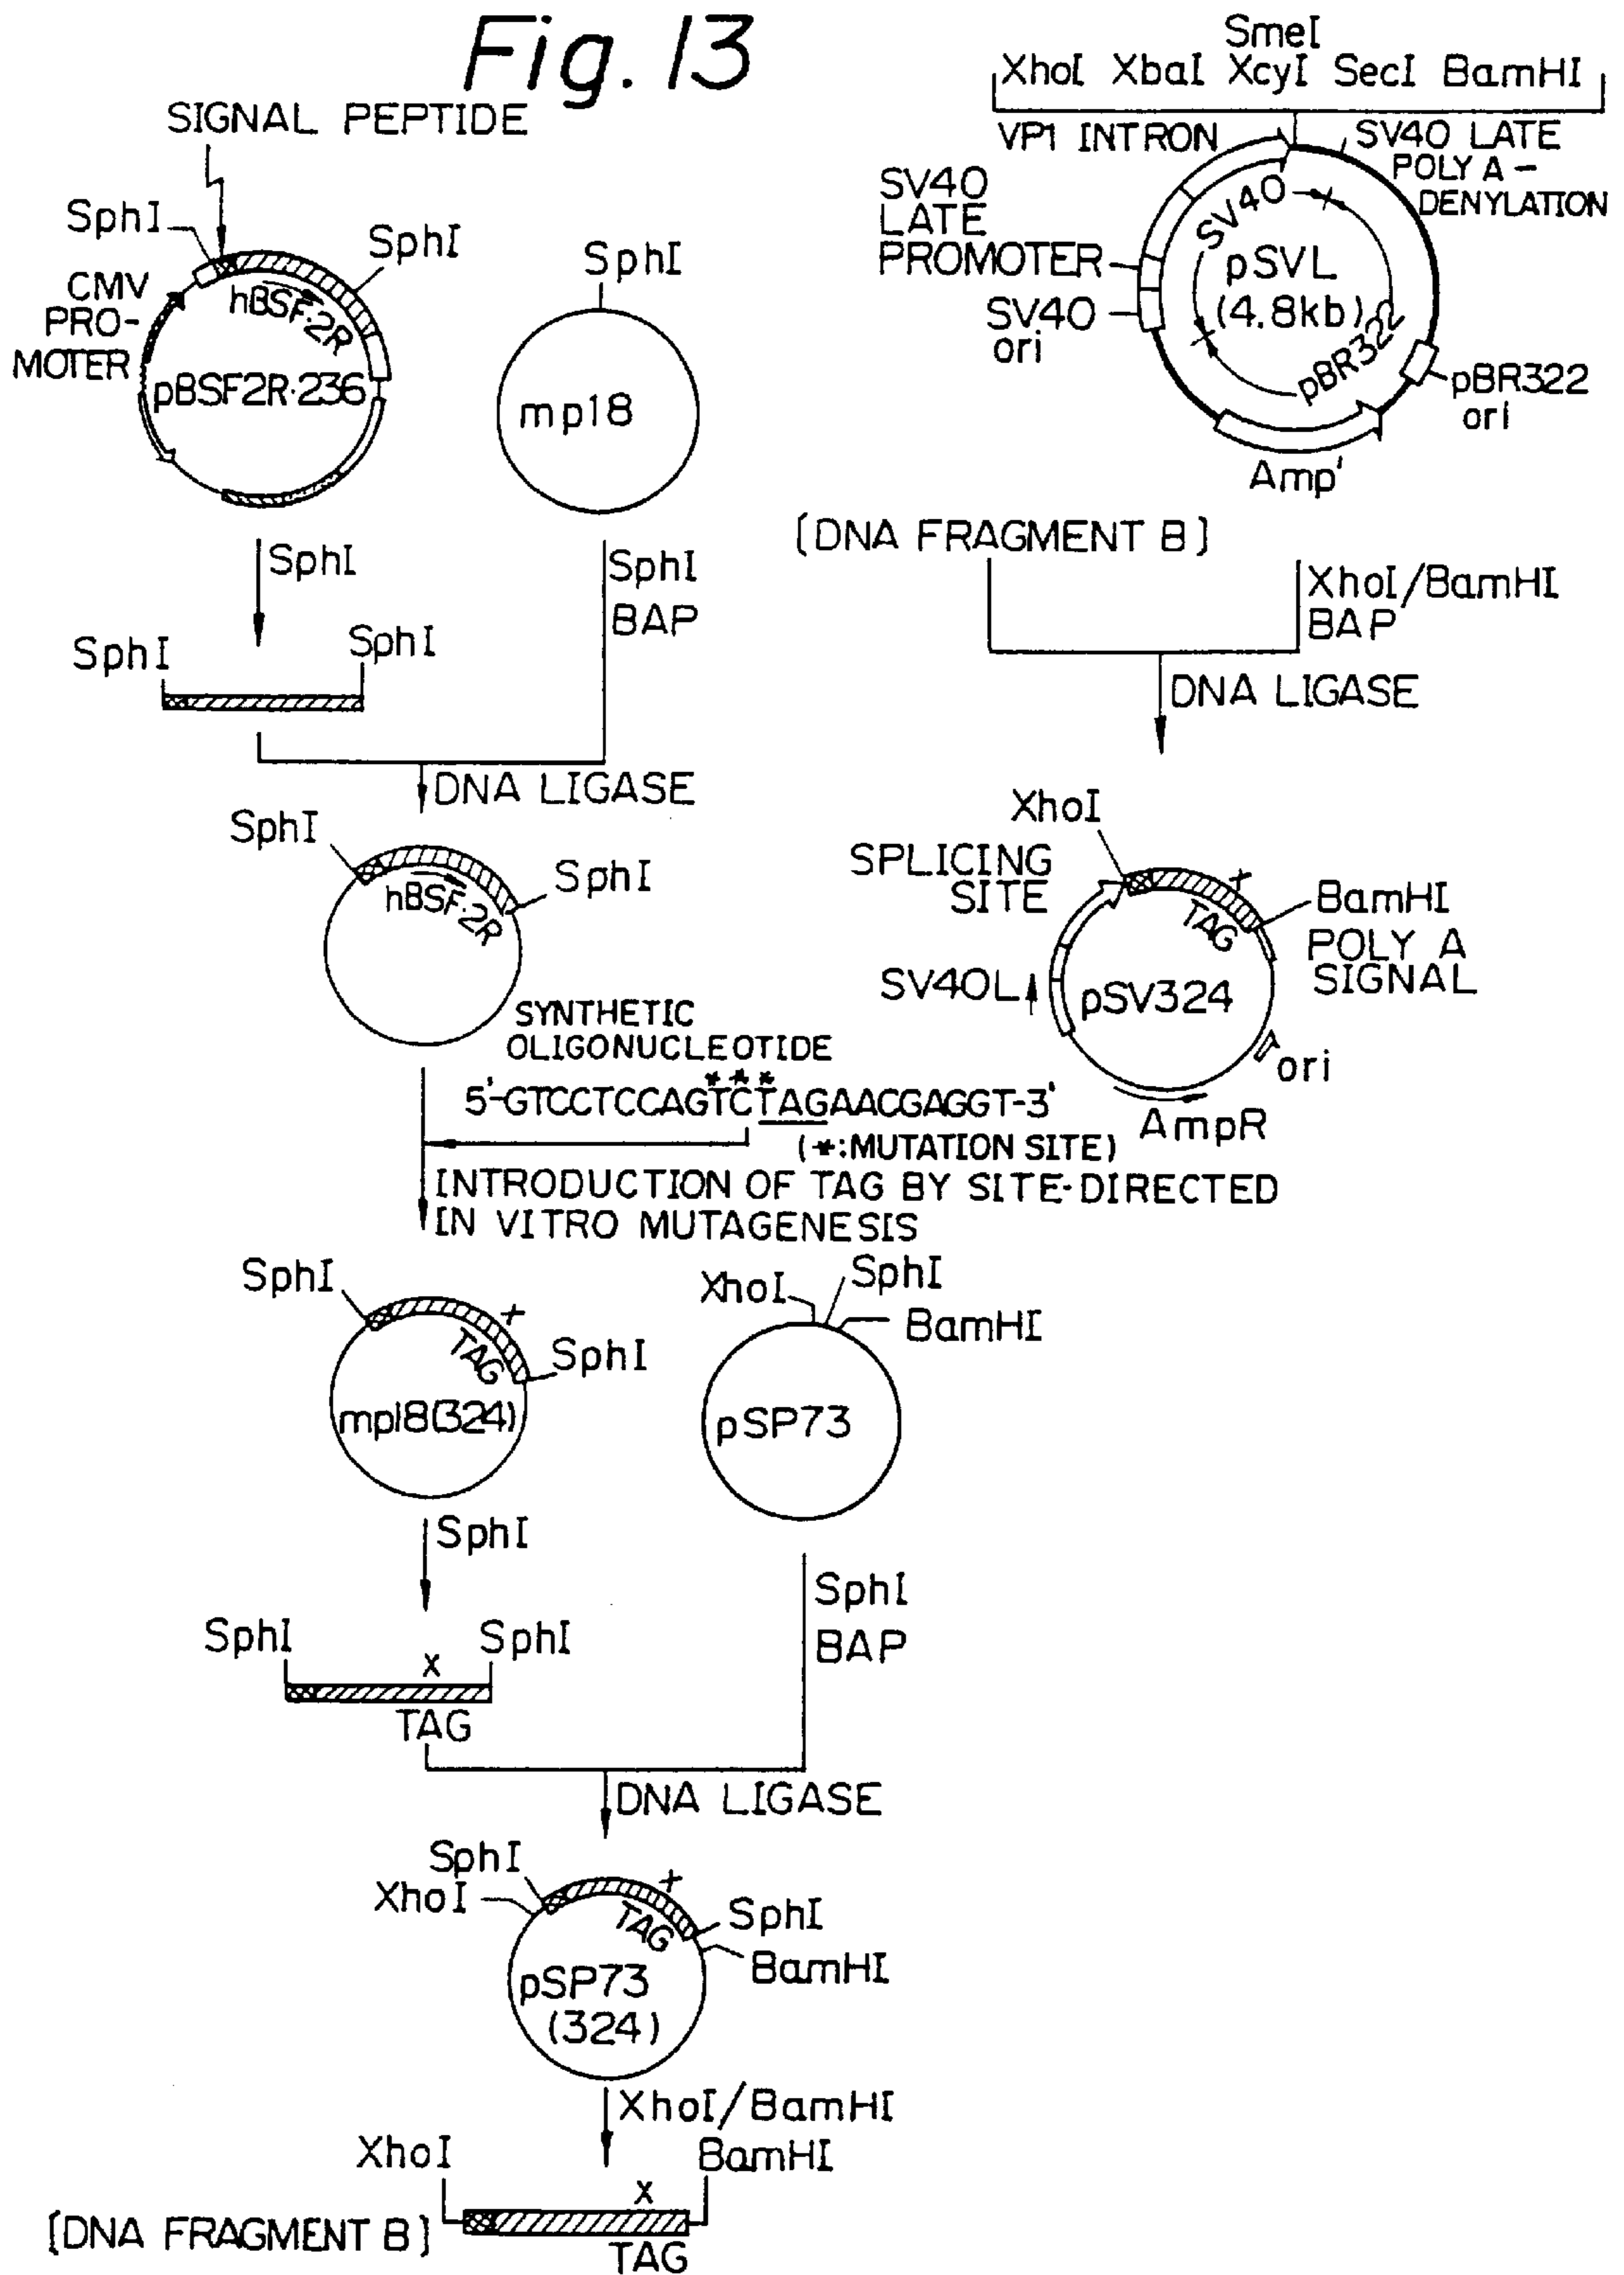 Fig. 13
SIGNAL PEPTIDE
SphI
SphI
CMV
PRO-
MOTER
hBSF·2R
pBSF2R·236
SphI
mp18
SphI
SphI
BAP
SphI
SphI
DNA LIGASE
SphI
SphI
hBSF·2R
SYNTHETIC
OLIGONUCLEOTIDE
* * *
5'-GTCCTCCAGTCTAGAACGAGGT-3'
(*:MUTATION SITE)
INTRODUCTION OF TAG BY SITE-DIRECTED
IN VITRO MUTAGENESIS
SphI
x
TAG
SphI
mp18(324)
XhoI
SphI
BamHI
pSP73
SphI
SphI
BAP
SphI
SphI
x
TAG
DNA LIGASE
SphI
XhoI
x
TAG
SphI
BamHI
pSP73
(324)
XhoI/BamHI
XhoI
BamHI
x
[DNA FRAGMENT B]
TAG
SmeI
XhoI XbaI XcyI SecI BamHI
VP1 INTRON
SV40 LATE
POLY A-
DENYLATION
SV40
LATE
PROMOTER
SV40
ori
SV40
pSVL
(4.8kb)
pBR322
pBR322
ori
Amp'
[DNA FRAGMENT B]
XhoI/BamHI
BAP
DNA LIGASE
XhoI
SPLICING
SITE
x
TAG
BamHI
POLY A
SIGNAL
SV40L
pSV324
ori
AmpR